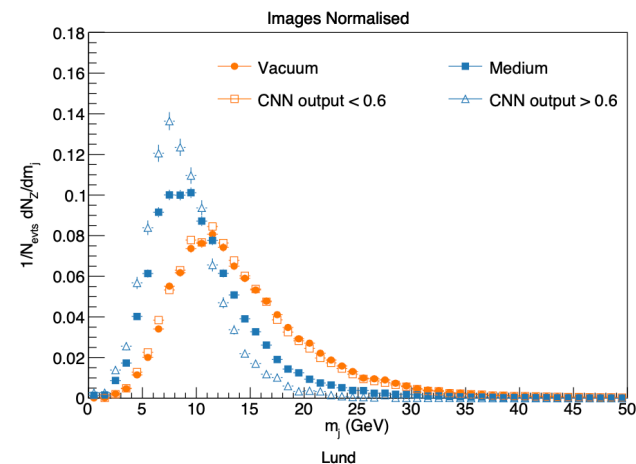 Images Normalised
0.18
0.16
0.14
0.12
0.1
0.08
0.06
0.04
0.02
0
1/N_evts dN_Z/dm_j
Vacuum
Medium
CNN output < 0.6
CNN output > 0.6
0 5 10 15 20 25 30 35 40 45 50
m_j (GeV)
Lund